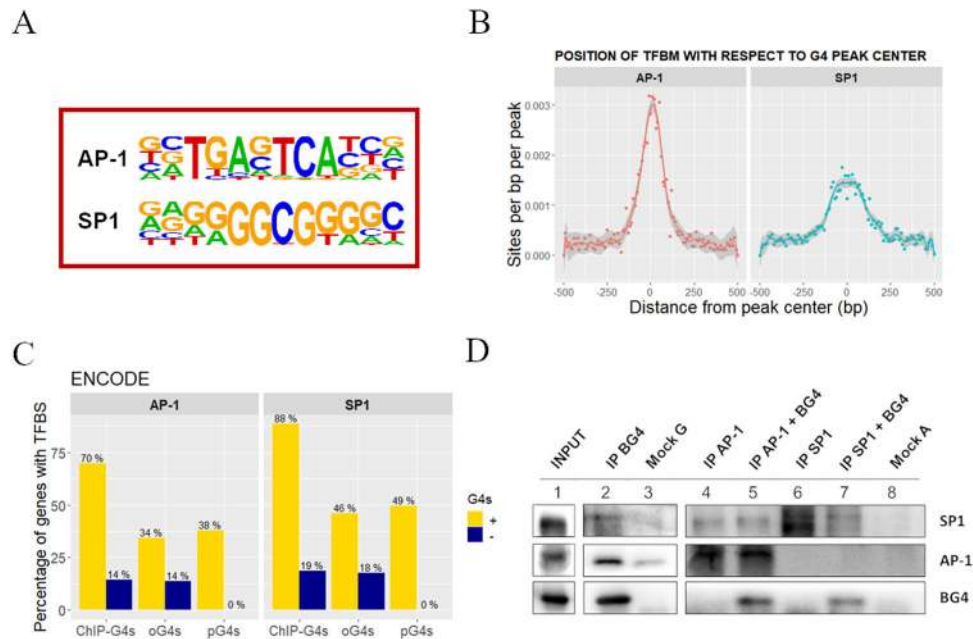 A
AP-1
TGAGTCA
SP1
GGGCGGGGC
B
POSITION OF TFBM WITH RESPECT TO G4 PEAK CENTER
AP-1
SP1
Sites per bp per peak
0.003
0.002
0.001
0.000
-500
-250
0
250
500
-500
-250
0
250
500
Distance from peak center (bp)
C
ENCODE
AP-1
SP1
Percentage of genes with TFBS
75
50
25
0
70 %
14 %
34 %
14 %
38 %
0 %
88 %
19 %
46 %
18 %
49 %
0 %
ChIP-G4s
oG4s
pG4s
ChIP-G4s
oG4s
pG4s
G4s
+
-
D
INPUT
IP BG4
Mock G
IP AP-1
IP AP-1 + BG4
IP SP1
IP SP1 + BG4
Mock A
1 2 3 4 5 6 7 8
SP1
AP-1
BG4